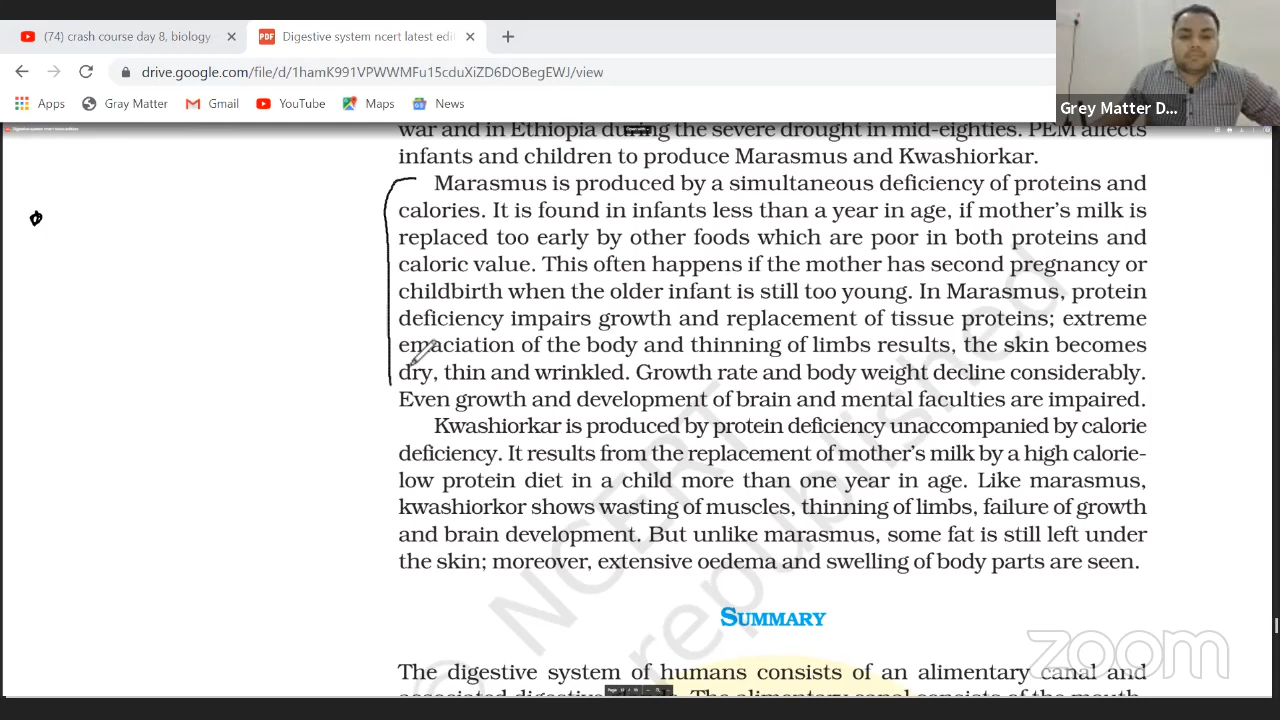 (74) crash course day 8, biology
Digestive system ncert latest edit
drive.google.com/file/d/1hamK991VPWWMFu15cduXiZD6DOBegEWJ/view
Apps Gray Matter Gmail YouTube Maps News
Grey Matter D...
war and in Ethiopia during the severe drought in mid-eighties. PEM affects
infants and children to produce Marasmus and Kwashiorkar.
Marasmus is produced by a simultaneous deficiency of proteins and
calories. It is found in infants less than a year in age, if mother's milk is
replaced too early by other foods which are poor in both proteins and
caloric value. This often happens if the mother has second pregnancy or
childbirth when the older infant is still too young. In Marasmus, protein
deficiency impairs growth and replacement of tissue proteins; extreme
emaciation of the body and thinning of limbs results, the skin becomes
dry, thin and wrinkled. Growth rate and body weight decline considerably.
Even growth and development of brain and mental faculties are impaired.
Kwashiorkar is produced by protein deficiency unaccompanied by calorie
deficiency. It results from the replacement of mother's milk by a high calorie-
low protein diet in a child more than one year in age. Like marasmus,
kwashiorkor shows wasting of muscles, thinning of limbs, failure of growth
and brain development. But unlike marasmus, some fat is still left under
the skin; moreover, extensive oedema and swelling of body parts are seen.
© NCERT
republished
SUMMARY
zoom
The digestive system of humans consists of an alimentary canal and